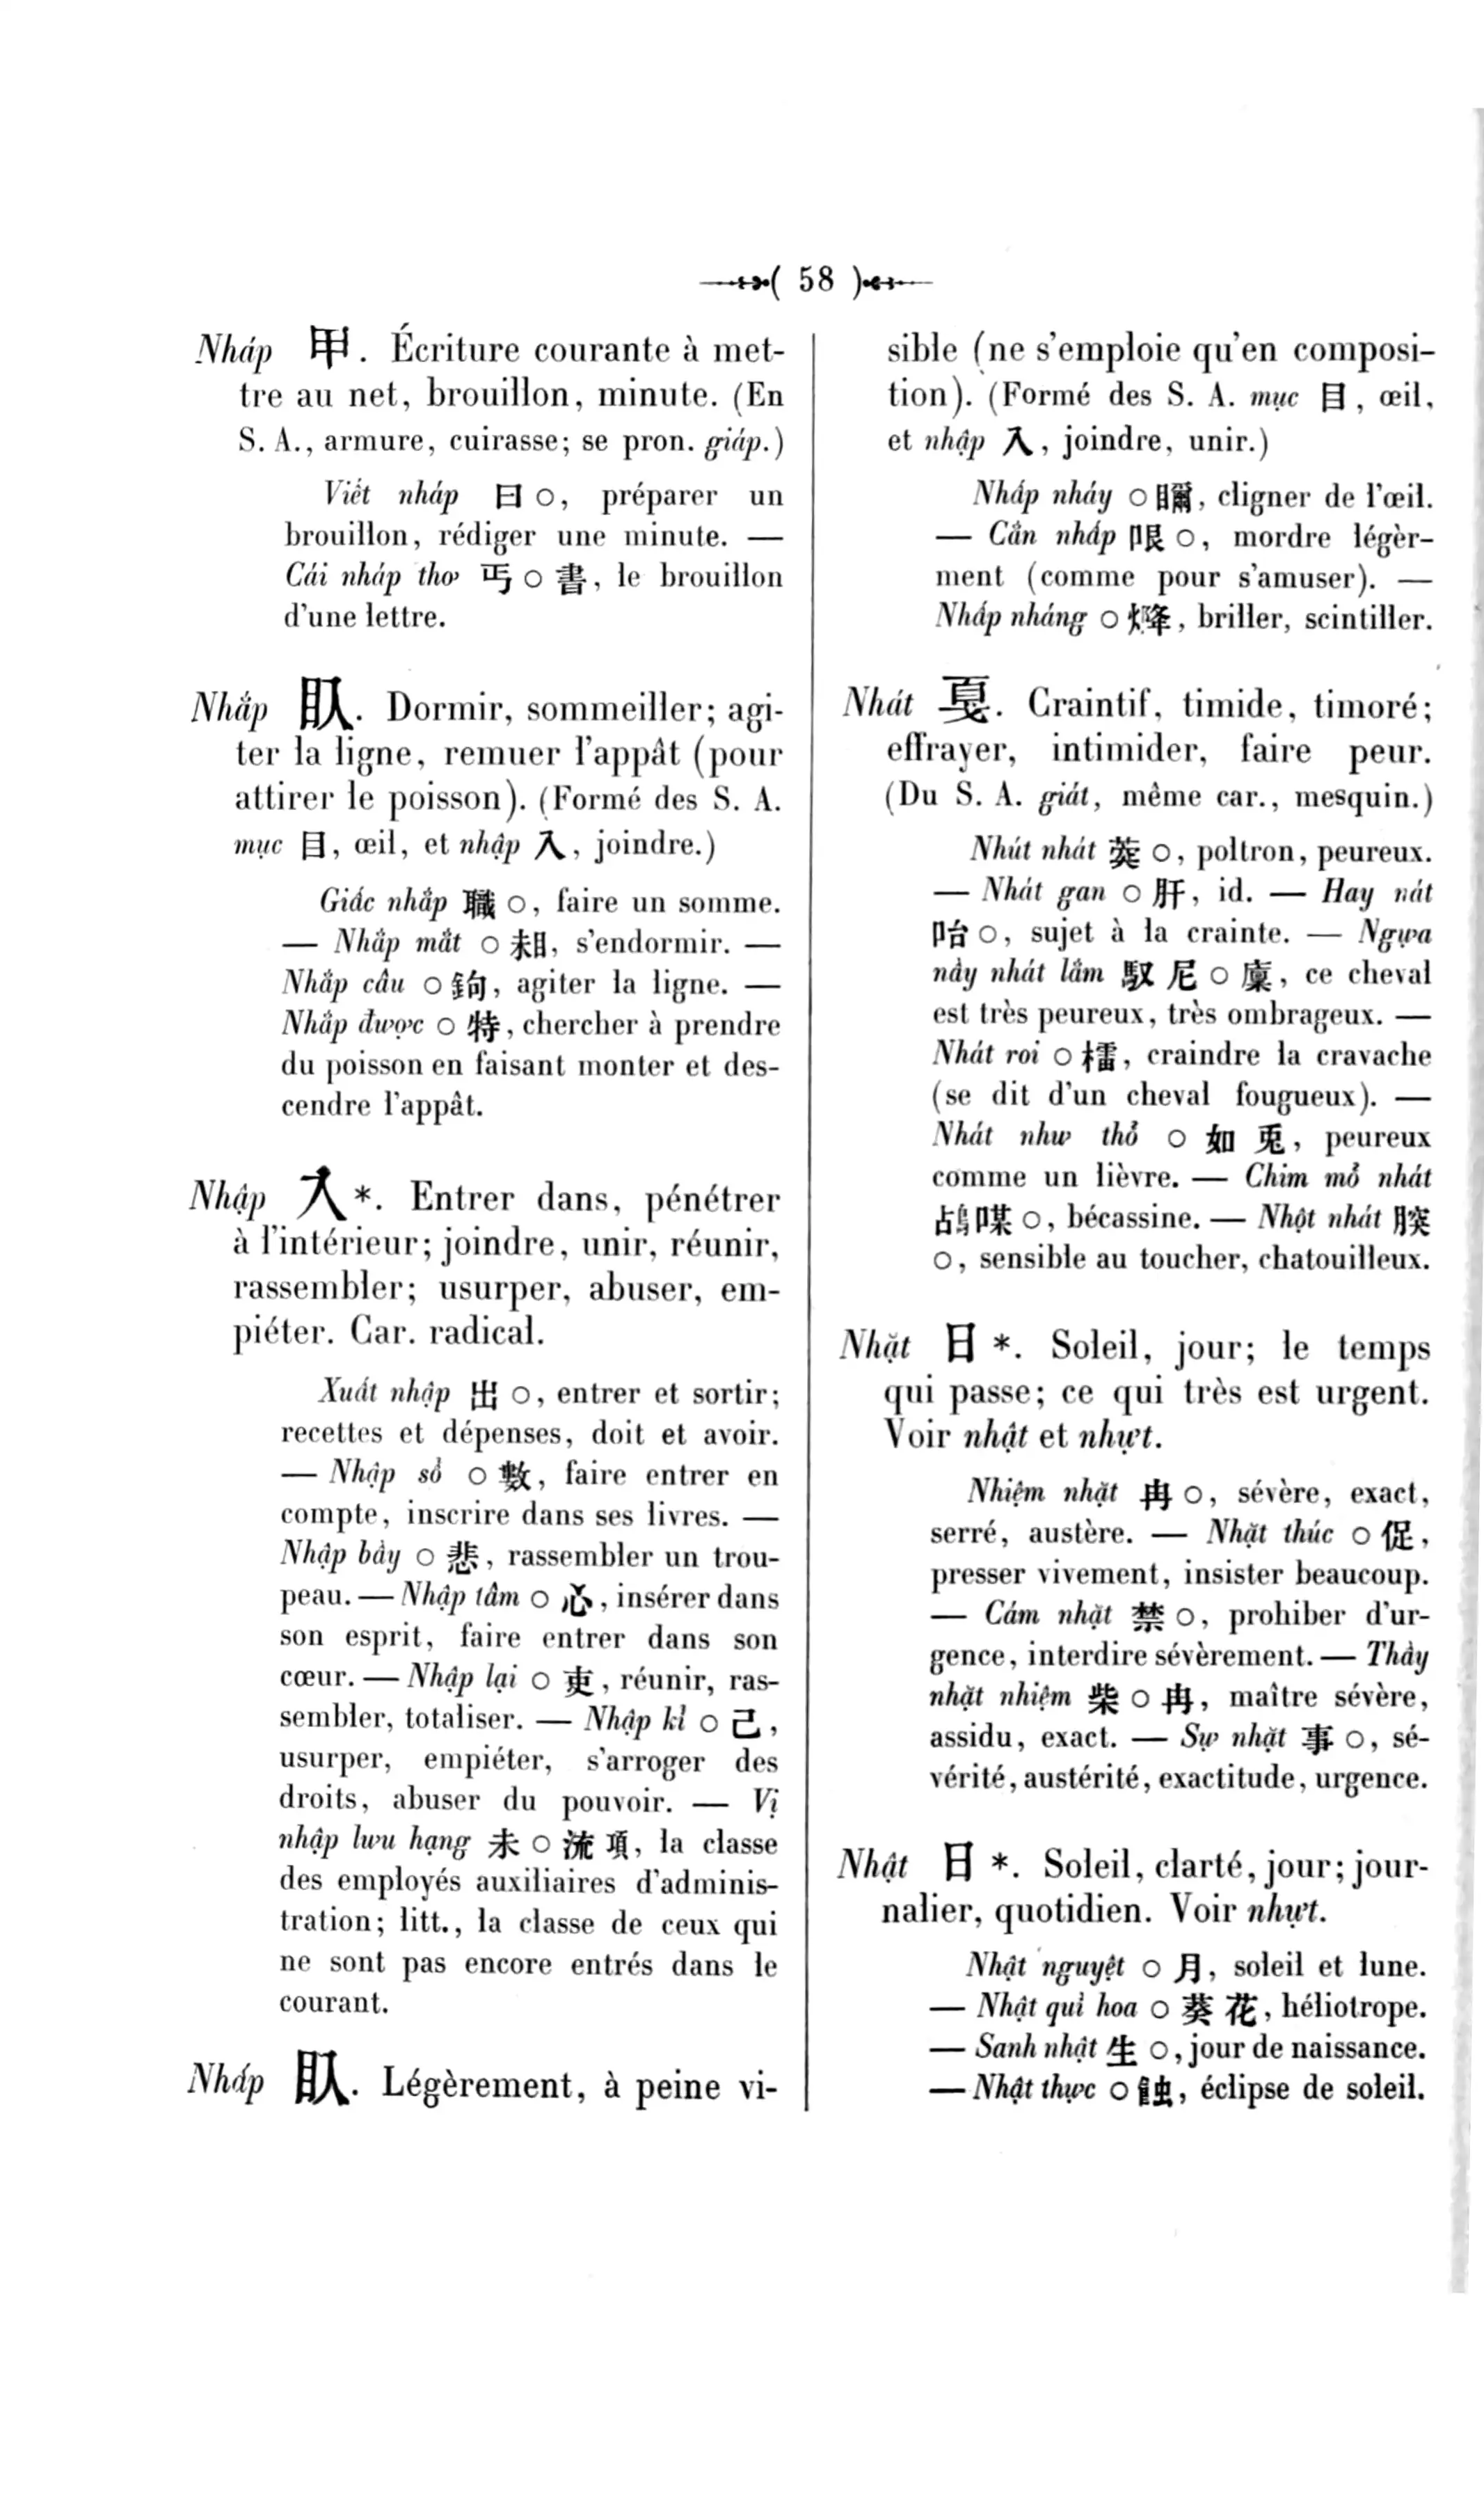 ( 58 )
Nháp 甲. Écriture courante à met-
tre au net, brouillon, minute. (En
S. A., armure, cuirasse; se pron. giáp.)
Viết nháp 曰 ○, préparer un
brouillon, rédiger une minute. —
Cái nháp thơ 丐 ○ 書, le brouillon
d'une lettre.
Nhắp 𥄫. Dormir, sommeiller; agi-
ter la ligne, remuer l'appât (pour
attirer le poisson). (Formé des S. A.
mục 目, œil, et nhập 入, joindre.)
Giấc nhắp 職 ○, faire un somme.
— Nhắp mắt ○ 眜, s'endormir. —
Nhắp câu ○ 鉤, agiter la ligne. —
Nhắp được ○ 特, chercher à prendre
du poisson en faisant monter et des-
cendre l'appât.
Nhập 入 *. Entrer dans, pénétrer
à l'intérieur; joindre, unir, réunir,
rassembler; usurper, abuser, em-
piéter. Car. radical.
Xuất nhập 出 ○, entrer et sortir;
recettes et dépenses, doit et avoir.
— Nhập sổ ○ 數, faire entrer en
compte, inscrire dans ses livres. —
Nhập bầy ○ 悲, rassembler un trou-
peau. — Nhập tâm ○ 心, insérer dans
son esprit, faire entrer dans son
cœur. — Nhập lại ○ 吏, réunir, ras-
sembler, totaliser. — Nhập kỉ ○ 己,
usurper, empiéter, s'arroger des
droits, abuser du pouvoir. — Vị
nhập lưu hạng 未 ○ 流 項, la classe
des employés auxiliaires d'adminis-
tration; litt., la classe de ceux qui
ne sont pas encore entrés dans le
courant.
Nhấp. Légèrement, à peine vi-
sible (ne s'emploie qu'en composi-
tion). (Formé des S. A. mục 目, œil,
et nhập 入, joindre, unir.)
Nhấp nháy ○, cligner de l'œil.
— Cắn nhấp 哏 ○, mordre légèr-
ment (comme pour s'amuser). —
Nhấp nháng ○, briller, scintiller.
Nhát 戛. Craintif, timide, timoré;
effrayer, intimider, faire peur.
(Du S. A. giát, même car., mesquin.)
Nhút nhát ○, poltron, peureux.
— Nhát gan ○ 肝, id. — Hay nát
咍 ○, sujet à la crainte. — Ngựa
nầy nhát lắm 馭 尼 ○ 廩, ce cheval
est très peureux, très ombrageux. —
Nhát roi ○ 檑, craindre la cravache
(se dit d'un cheval fougueux). —
Nhát như thỏ ○ 如 兎, peureux
comme un lièvre. — Chim mỏ nhát
鴣 㖼 ○, bécassine. — Nhột nhát
○, sensible au toucher, chatouilleux.
Nhặt 日 *. Soleil, jour; le temps
qui passe; ce qui très est urgent.
Voir nhật et nhựt.
Nhiệm nhặt 冉 ○, sévère, exact,
serré, austère. — Nhặt thúc ○ 促,
presser vivement, insister beaucoup.
— Cấm nhặt 禁 ○, prohiber d'ur-
gence, interdire sévèrement. — Thầy
nhặt nhiệm 柴 ○ 冉, maître sévère,
assidu, exact. — Sự nhặt 事 ○, sé-
vérité, austérité, exactitude, urgence.
Nhật 日 *. Soleil, clarté, jour; jour-
nalier, quotidien. Voir nhựt.
Nhật nguyệt ○ 月, soleil et lune.
— Nhật quì hoa ○ 葵 花, héliotrope.
— Sanh nhật 生 ○, jour de naissance.
— Nhật thực ○ 蝕, éclipse de soleil.